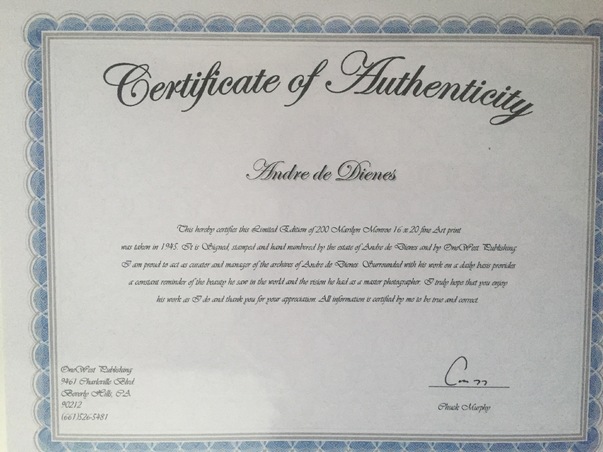 Certificate of Authenticity
Andre de Dienes
This hereby certifies this Limited Edition of 200 Marilyn Monroe 16 x 20 fine Art print
was taken in 1945. It is Signed, stamped and hand numbered by the estate of Andre de Dienes and by OneWest Publishing
I am proud to act as curator and manager of the archives of Andre de Dienes Surrounded with his work on a daily basis provides
a constant reminder of the beauty he saw in the world and the vision he had as a master photographer. I truly hope that you enjoy
his work as I do and thank you for your appreciation. All information is certified by me to be true and correct.
OneWest Publishing
9461 Charleville Blvd
Beverly Hills, CA.
90212
(661)526-5481
Chuck Murphy